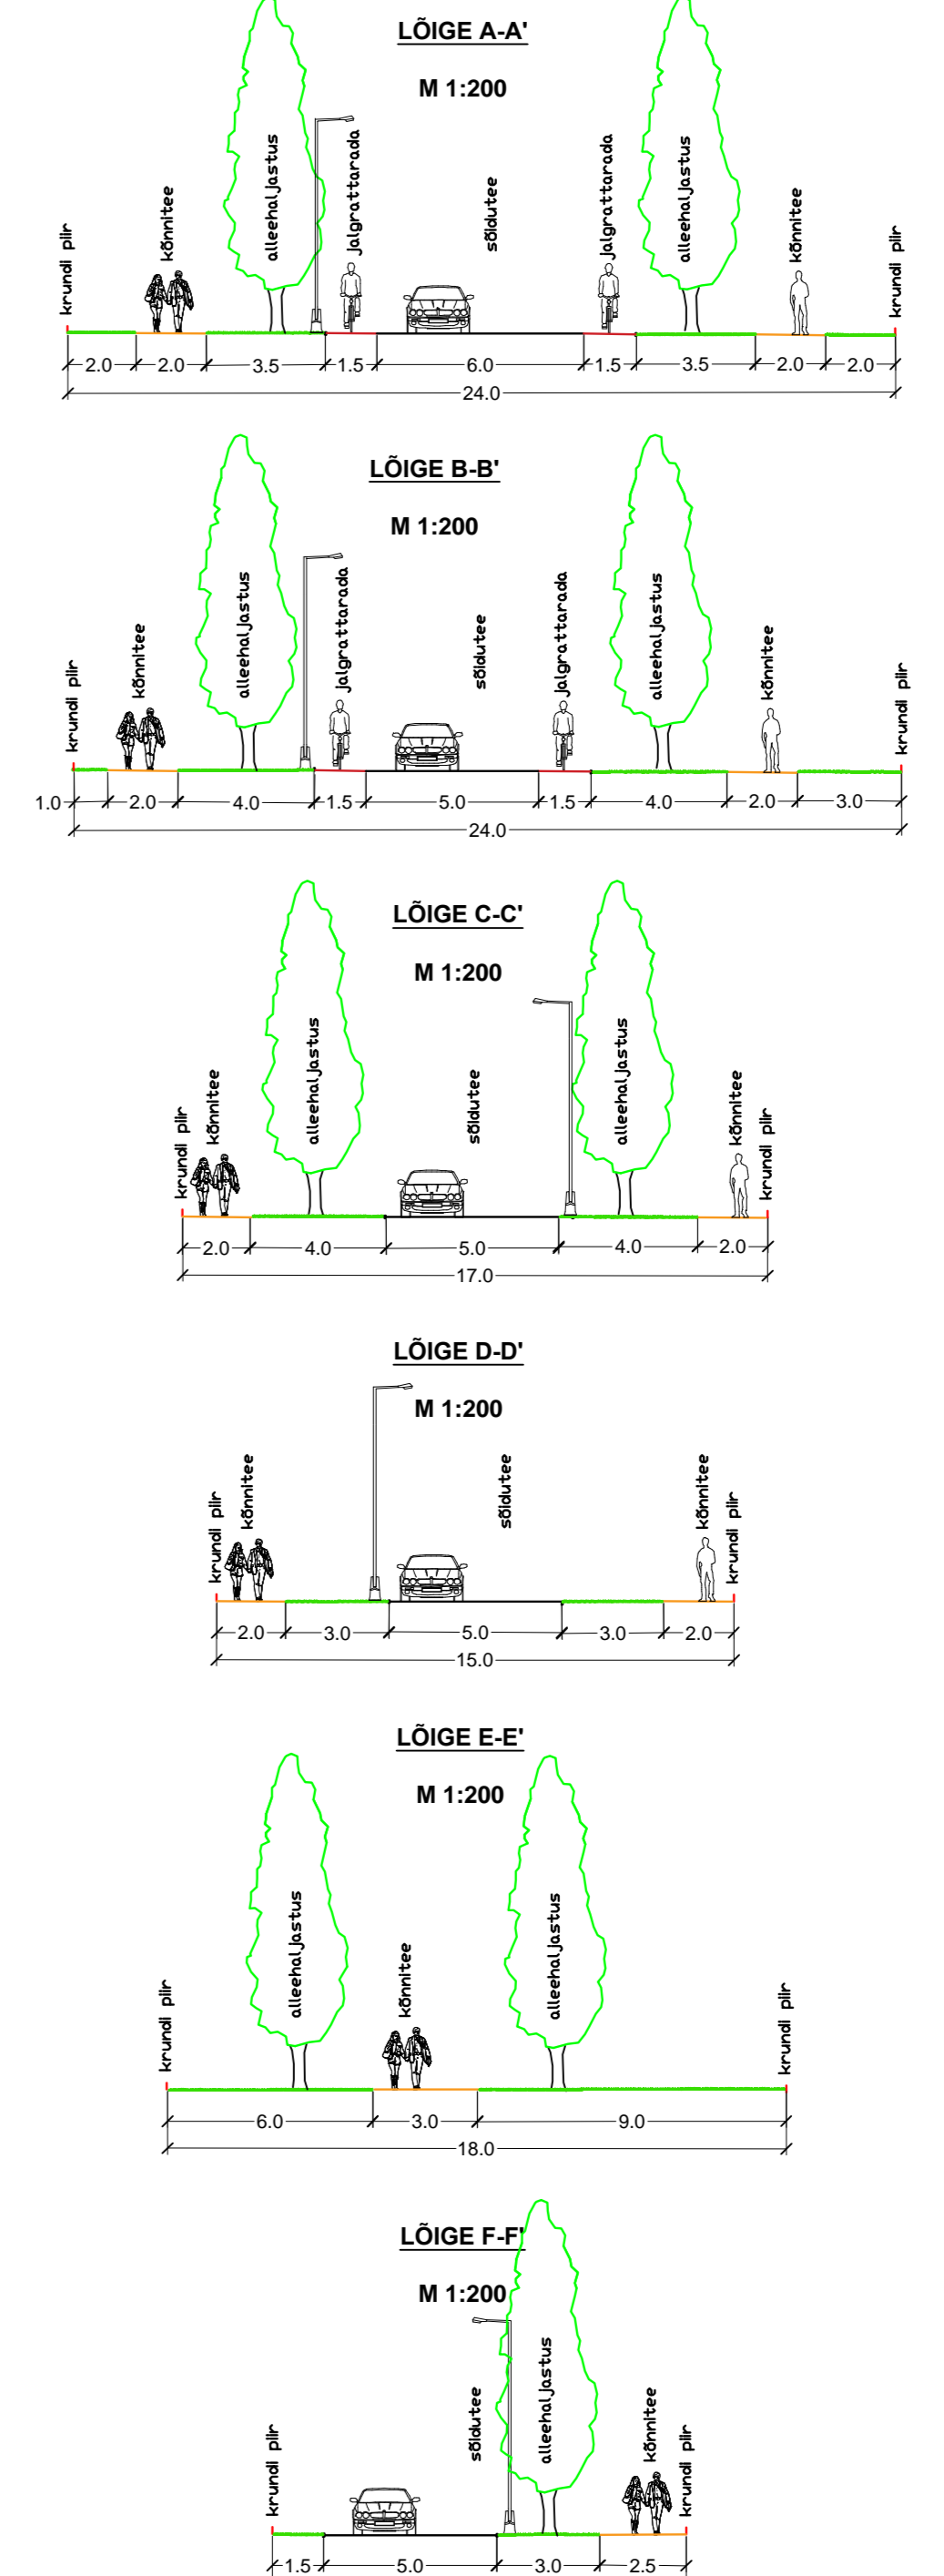 LÕIGE A-A'
M 1:200
krundi piir
kõnnitee
alleehaljastus
jalgrattarada
sõidutee
jalgrattarada
alleehaljastus
kõnnitee
krundi piir
2.0 2.0 3.5 1.5 6.0 1.5 3.5 2.0 2.0
24.0
LÕIGE B-B'
M 1:200
krundi piir
kõnnitee
alleehaljastus
jalgrattarada
sõidutee
jalgrattarada
alleehaljastus
kõnnitee
krundi piir
1.0 2.0 4.0 1.5 5.0 1.5 4.0 2.0 3.0
24.0
LÕIGE C-C'
M 1:200
krundi piir
kõnnitee
alleehaljastus
sõidutee
alleehaljastus
kõnnitee
krundi piir
2.0 4.0 5.0 4.0 2.0
17.0
LÕIGE D-D'
M 1:200
krundi piir
kõnnitee
sõidutee
kõnnitee
krundi piir
2.0 3.0 5.0 3.0 2.0
15.0
LÕIGE E-E'
M 1:200
krundi piir
alleehaljastus
kõnnitee
alleehaljastus
krundi piir
6.0 3.0 9.0
18.0
LÕIGE F-F'
M 1:200
krundi piir
sõidutee
alleehaljastus
kõnnitee
krundi piir
1.5 5.0 3.0 2.5